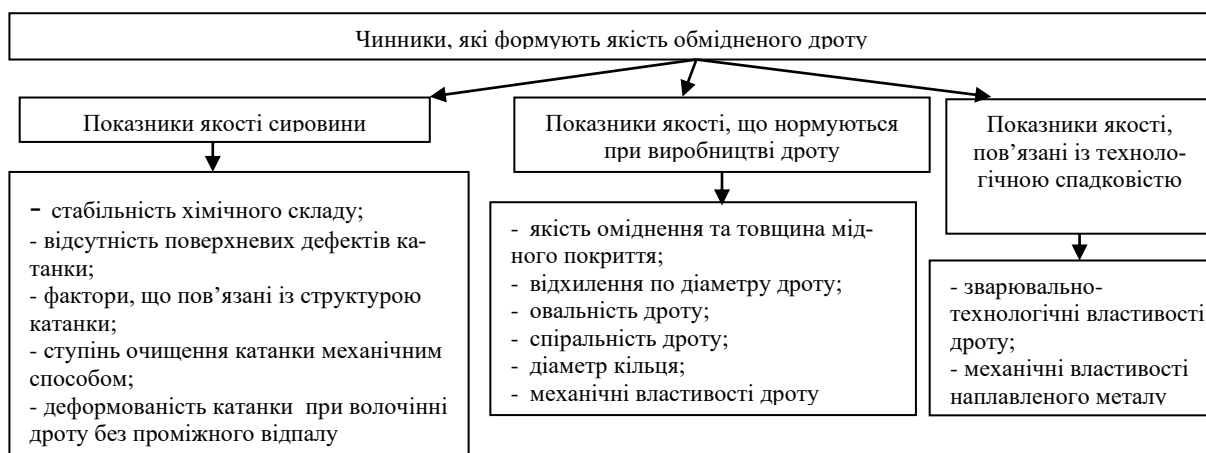 Чинники, які формують якість обмідненого дроту
Показники якості сировини
Показники якості, що нормуються
при виробництві дроту
Показники якості,
пов’язані із техноло-
гічною спадковістю
- стабільність хімічного складу;
- відсутність поверхневих дефектів ка-
танки;
- фактори, що пов’язані із структурою
катанки;
- ступінь очищення катанки механічним
способом;
- деформованість катанки при волочінні
дроту без проміжного відпалу
- якість оміднення та товщина мід-
ного покриття;
- відхилення по діаметру дроту;
- овальність дроту;
- спіральність дроту;
- діаметр кільця;
- механічні властивості дроту
- зварювально-
технологічні властивості
дроту;
- механічні властивості
наплавленого металу